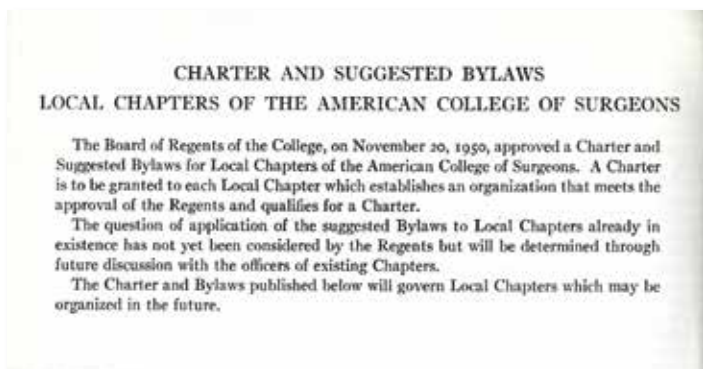 CHARTER AND SUGGESTED BYLAWS
LOCAL CHAPTERS OF THE AMERICAN COLLEGE OF SURGEONS
The Board of Regents of the College, on November 20, 1950, approved a Charter and
Suggested Bylaws for Local Chapters of the American College of Surgeons. A Charter
is to be granted to each Local Chapter which establishes an organization that meets the
approval of the Regents and qualifies for a Charter.
The question of application of the suggested Bylaws to Local Chapters already in
existence has not yet been considered by the Regents but will be determined through
future discussion with the officers of existing Chapters.
The Charter and Bylaws published below will govern Local Chapters which may be
organized in the future.